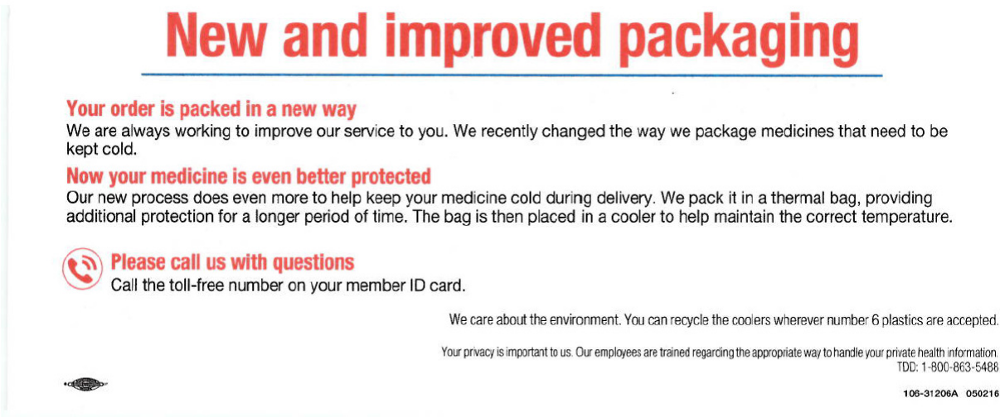 New and improved packaging
Your order is packed in a new way
We are always working to improve our service to you. We recently changed the way we package medicines that need to be
kept cold.
Now your medicine is even better protected
Our new process does even more to help keep your medicine cold during delivery. We pack it in a thermal bag, providing
additional protection for a longer period of time. The bag is then placed in a cooler to help maintain the correct temperature.
Please call us with questions
Call the toll-free number on your member ID card.
We care about the environment. You can recycle the coolers wherever number 6 plastics are accepted.
Your privacy is important to us. Our employees are trained regarding the appropriate way to handle your private health information.
TDD: 1-800-863-5488
106-31206A 050216